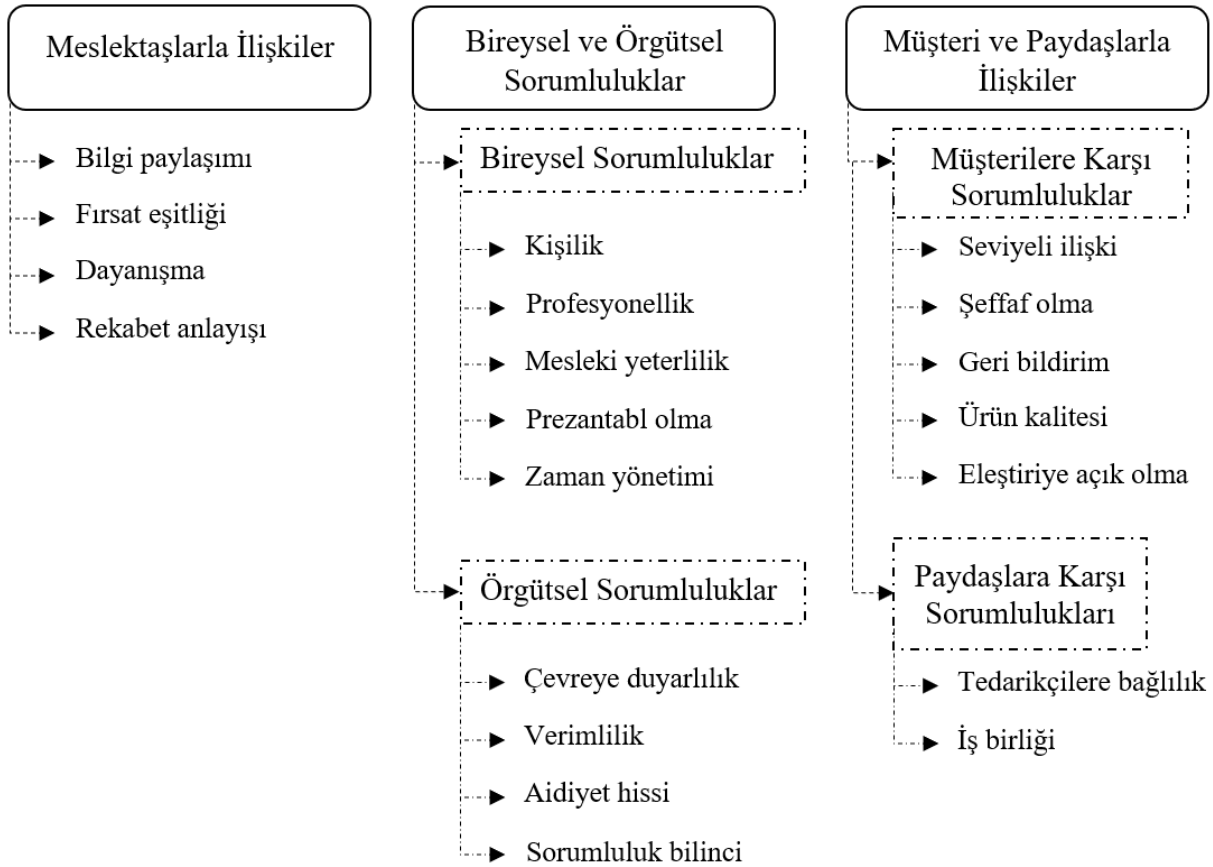 Meslektaşlarla İlişkiler
Bilgi paylaşımı
Fırsat eşitliği
Dayanışma
Rekabet anlayışı
Bireysel ve Örgütsel
Sorumluluklar
Bireysel Sorumluluklar
Kişilik
Profesyonellik
Mesleki yeterlilik
Prezantabl olma
Zaman yönetimi
Örgütsel Sorumluluklar
Çevreye duyarlılık
Verimlilik
Aidiyet hissi
Sorumluluk bilinci
Müşteri ve Paydaşlarla
İlişkiler
Müşterilere Karşı
Sorumluluklar
Seviyeli ilişki
Şeffaf olma
Geri bildirim
Ürün kalitesi
Eleştiriye açık olma
Paydaşlara Karşı
Sorumlulukları
Tedarikçilere bağlılık
İş birliği